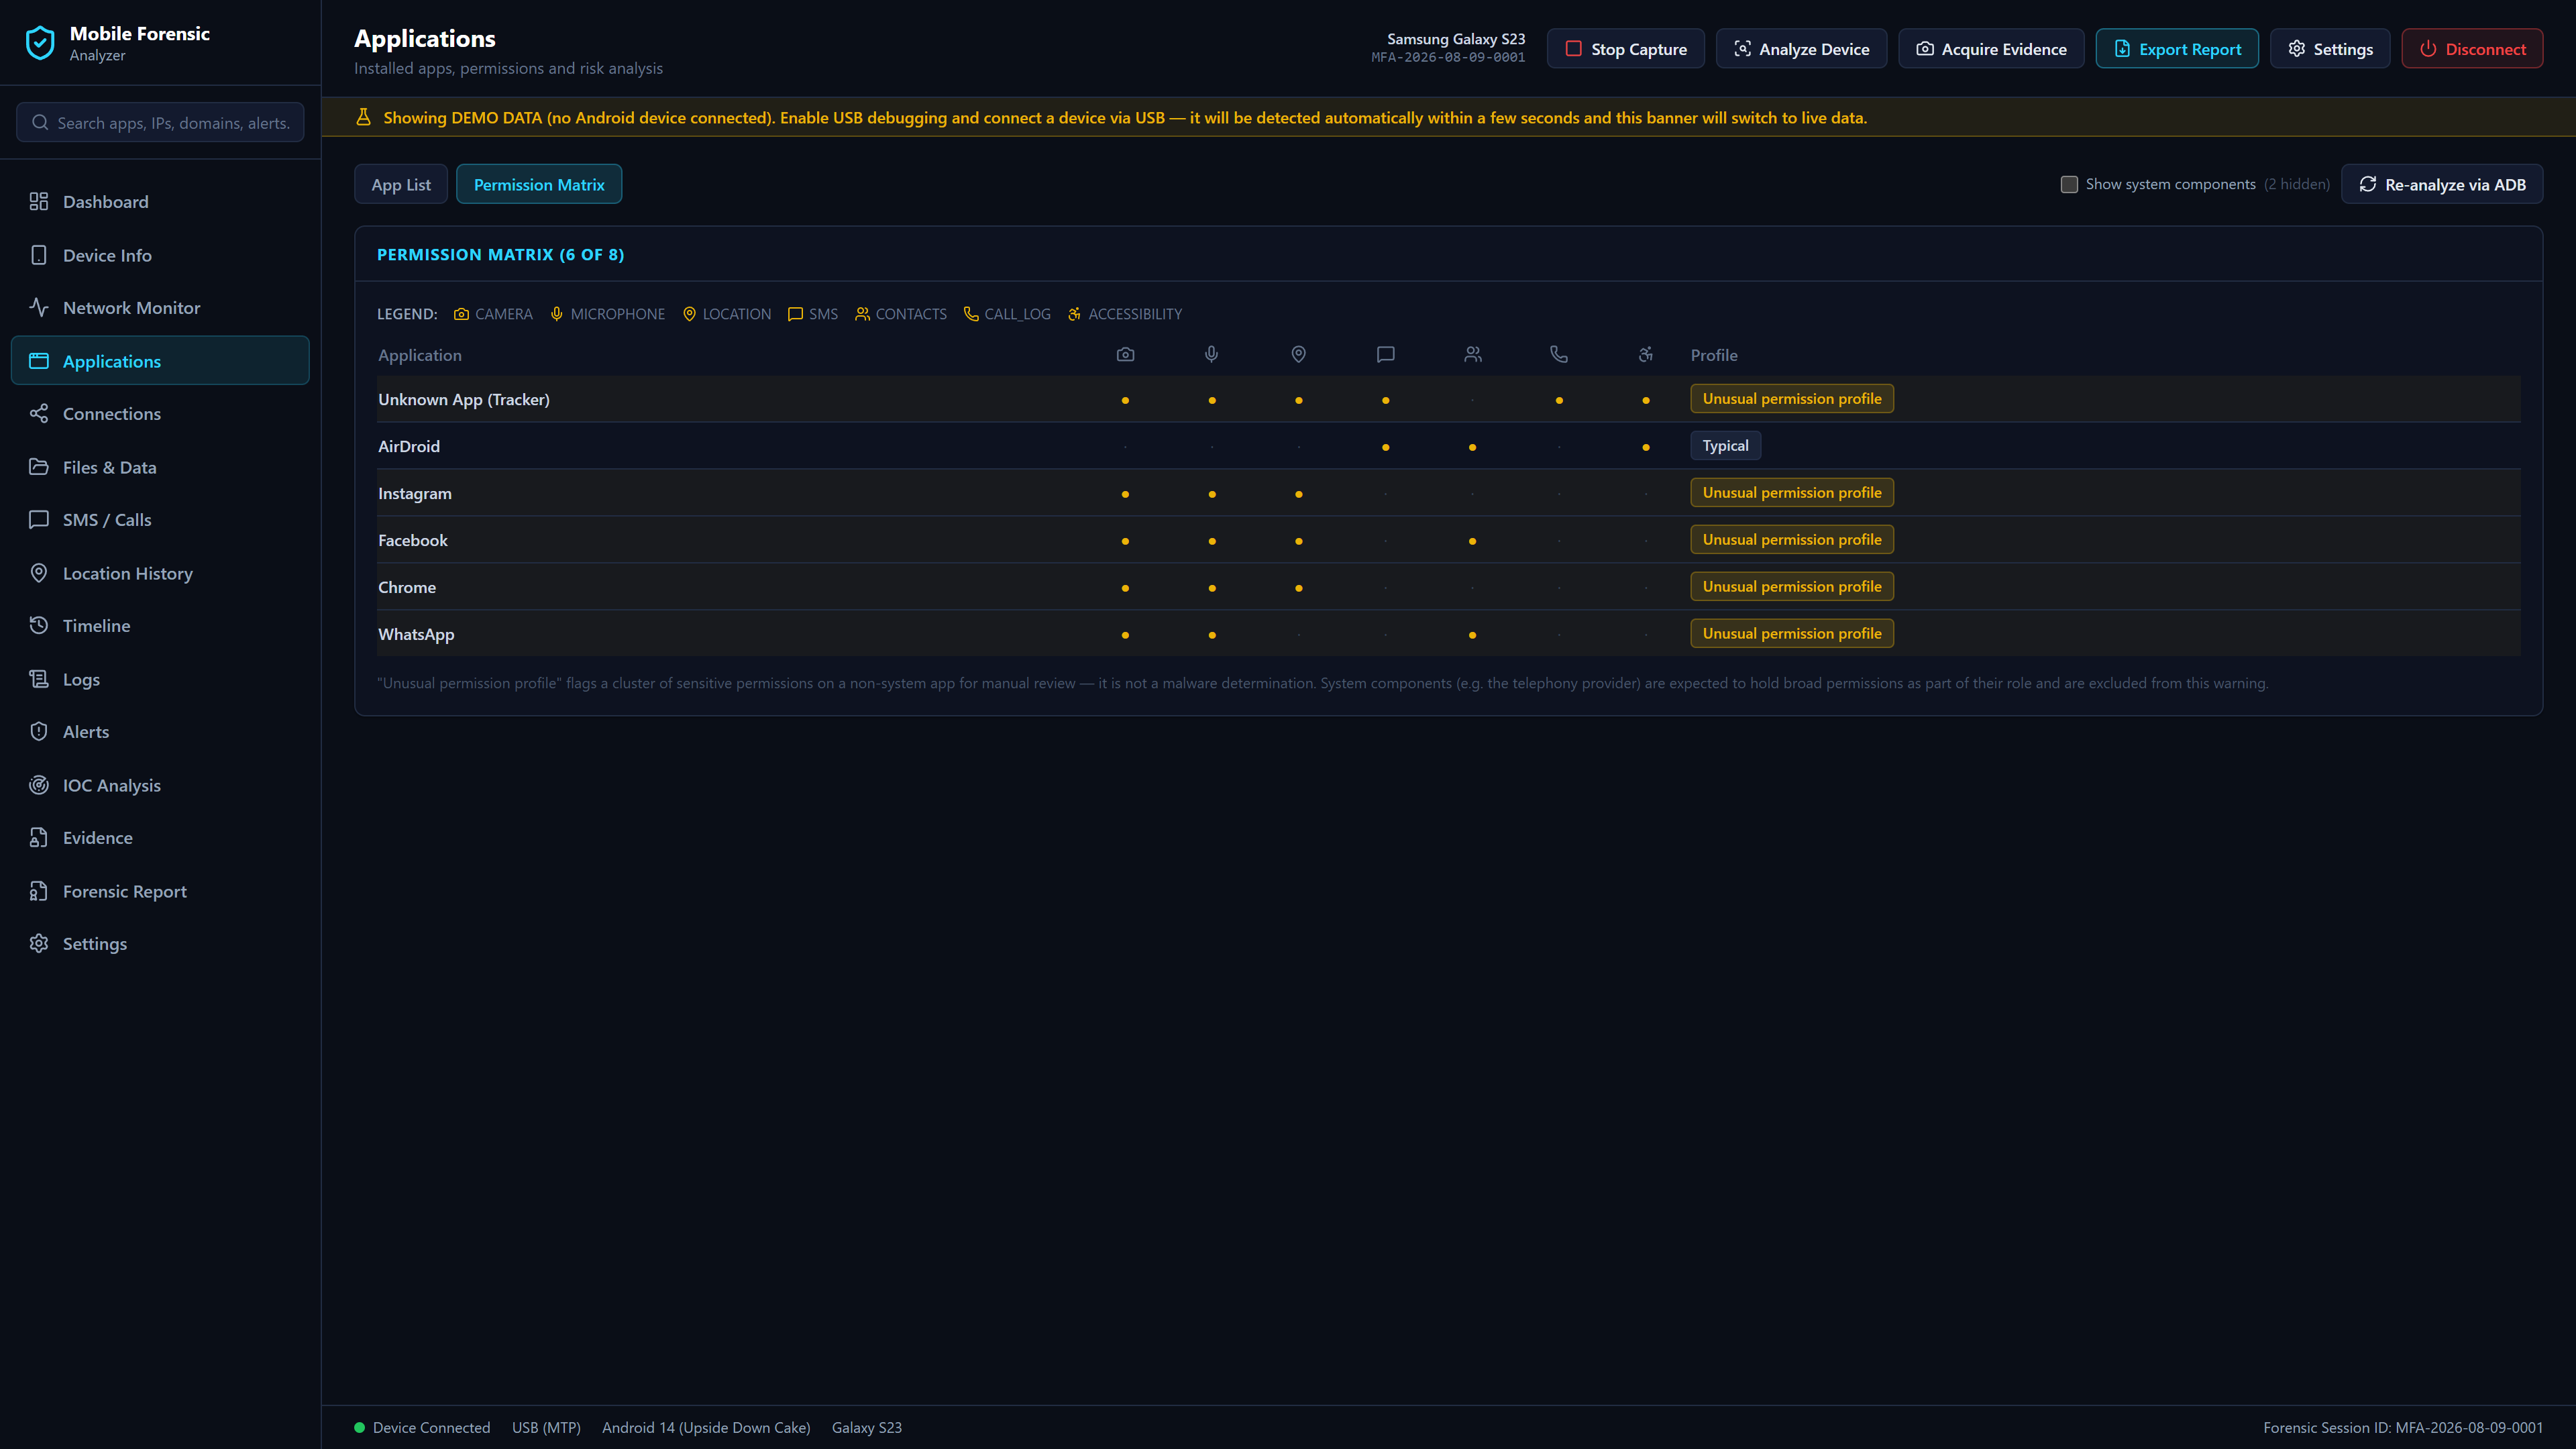 Mobile Forensic
Analyzer
Search apps, IPs, domains, alerts.
Dashboard
Device Info
Network Monitor
Applications
Connections
Files & Data
SMS / Calls
Location History
Timeline
Logs
Alerts
IOC Analysis
Evidence
Forensic Report
Settings
Applications
Installed apps, permissions and risk analysis
Samsung Galaxy S23
MFA-2026-08-09-0001
Stop Capture
Analyze Device
Acquire Evidence
Export Report
Settings
Disconnect
Showing DEMO DATA (no Android device connected). Enable USB debugging and connect a device via USB — it will be detected automatically within a few seconds and this banner will switch to live data.
App List
Permission Matrix
Show system components (2 hidden)
Re-analyze via ADB
PERMISSION MATRIX (6 OF 8)
LEGEND: CAMERA MICROPHONE LOCATION SMS CONTACTS CALL_LOG ACCESSIBILITY
Application Profile
Unknown App (Tracker) Unusual permission profile
AirDroid Typical
Instagram Unusual permission profile
Facebook Unusual permission profile
Chrome Unusual permission profile
WhatsApp Unusual permission profile
"Unusual permission profile" flags a cluster of sensitive permissions on a non-system app for manual review — it is not a malware determination. System components (e.g. the telephony provider) are expected to hold broad permissions as part of their role and are excluded from this warning.
Device Connected USB (MTP) Android 14 (Upside Down Cake) Galaxy S23
Forensic Session ID: MFA-2026-08-09-0001